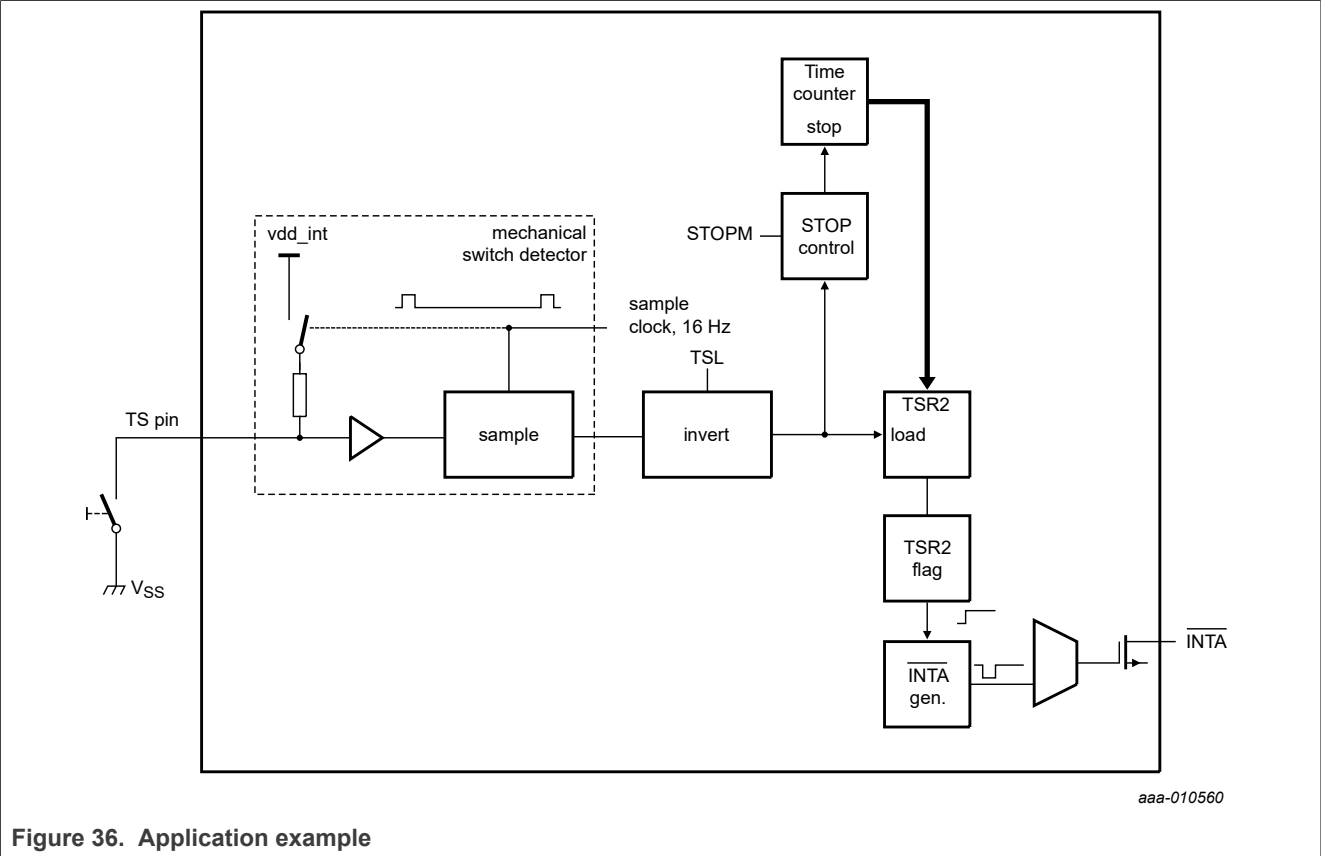 Time
counter
stop
STOPM
STOP
control
vdd_int
mechanical
switch detector
sample
clock, 16 Hz
TSL
TS pin
sample
invert
TSR2
load
TSR2
flag
VSS
INTA
gen.
INTA
aaa-010560
Figure 36. Application example